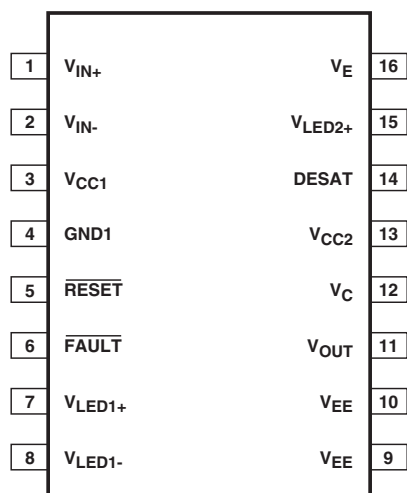 1 VIN+ VE 16
2 VIN- VLED2+ 15
3 VCC1 DESAT 14
4 GND1 VCC2 13
5 RESET VC 12
6 FAULT VOUT 11
7 VLED1+ VEE 10
8 VLED1- VEE 9